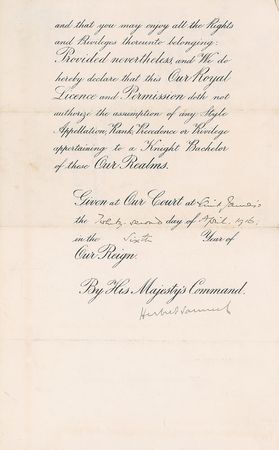 and that you may enjoy all the Rights
and Privileges thereunto belonging:
Provided nevertheless, and We do
hereby declare that this Our Royal
Licence and Permission doth not
authorize the assumption of any Style
Appellation, Rank, Precedence or Privilege
appertaining to a Knight Bachelor
of these Our Realms.
Given at Our Court at Saint James's
the Twenty-second day of April 1916;
in the Sixth Year of
Our Reign.
By His Majesty's Command.
Herbert Samuel